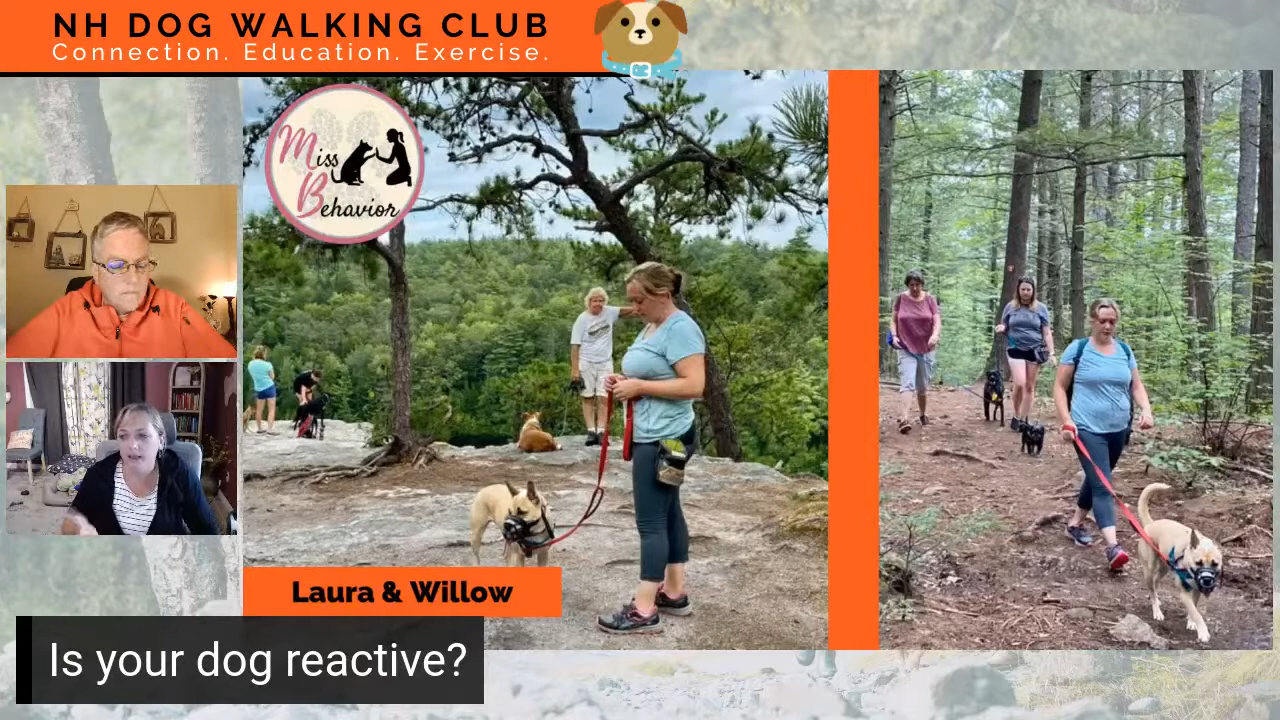 NH DOG WALKING CLUB
Connection. Education. Exercise.
Miss
Behavior
Laura & Willow
Is your dog reactive?